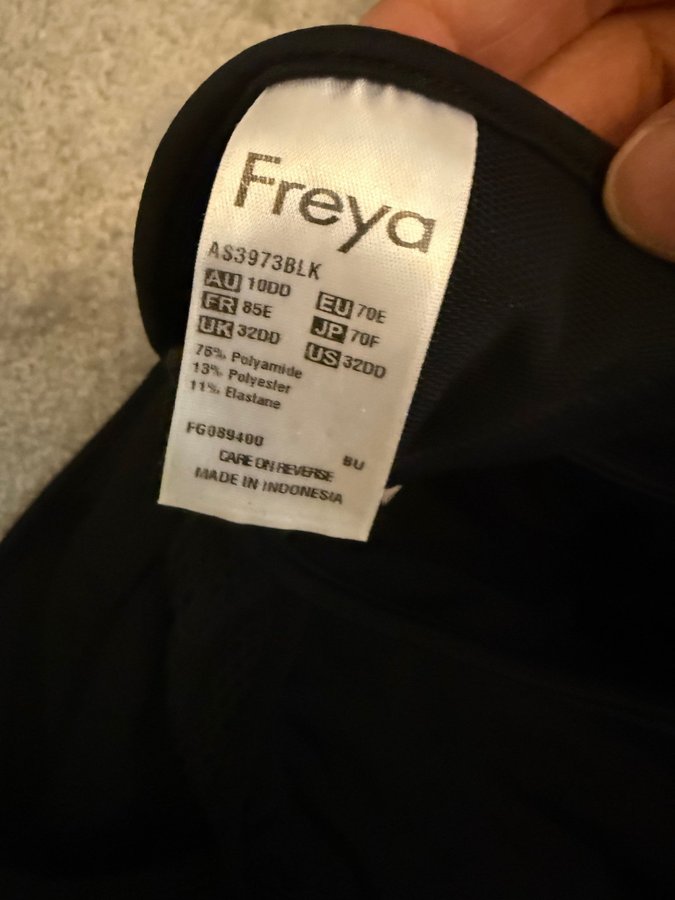 Freya
AS3973BLK
AU 10DD EU 70E
FR 85E JP 70F
UK 32DD US 32DD
76% Polyamide
13% Polyester
11% Elastane
FG089400 BU
CARE ON REVERSE
MADE IN INDONESIA